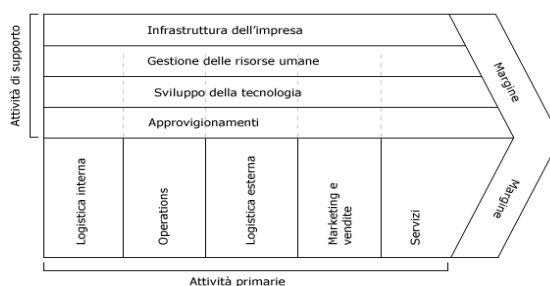 Attività di supporto
Infrastruttura dell'impresa
Gestione delle risorse umane
Sviluppo della tecnologia
Approvigionamenti
Margine
Logistica interna
Operations
Logistica esterna
Marketing e
vendite
Servizi
Margine
Attività primarie